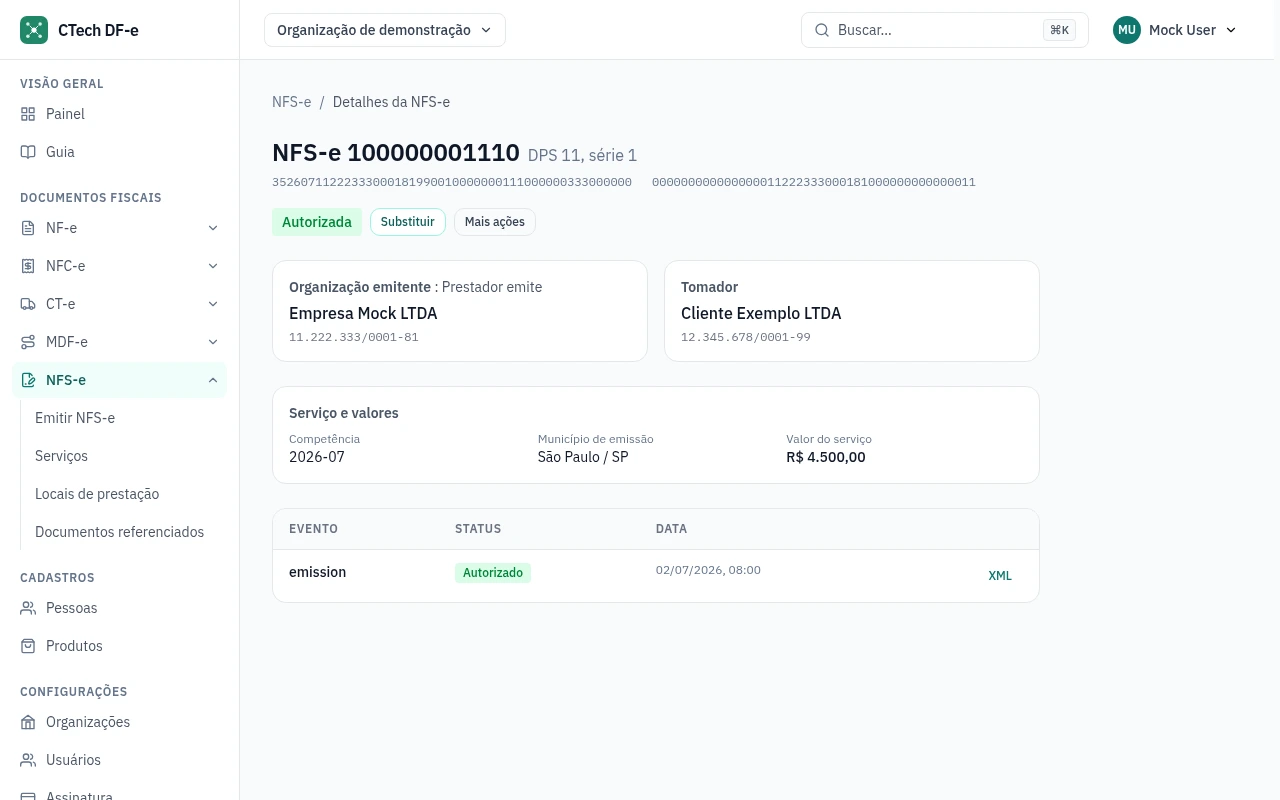 CTech DF-e
Organização de demonstração
Buscar...
⌘K
MU
Mock User
VISÃO GERAL
Painel
Guia
DOCUMENTOS FISCAIS
NF-e
NFC-e
CT-e
MDF-e
NFS-e
Emitir NFS-e
Serviços
Locais de prestação
Documentos referenciados
CADASTROS
Pessoas
Produtos
CONFIGURAÇÕES
Organizações
Usuários
Assinatura
NFS-e / Detalhes da NFS-e
NFS-e 100000001110 DPS 11, série 1
Autorizada
Substituir
Mais ações
Organização emitente : Prestador emite
Empresa Mock LTDA
11.222.333/0001-81
Tomador
Cliente Exemplo LTDA
12.345.678/0001-99
Serviço e valores
Competência
2026-07
Município de emissão
São Paulo / SP
Valor do serviço
R$ 4.500,00
EVENTO STATUS DATA
emission Autorizado 02/07/2026, 08:00 XML